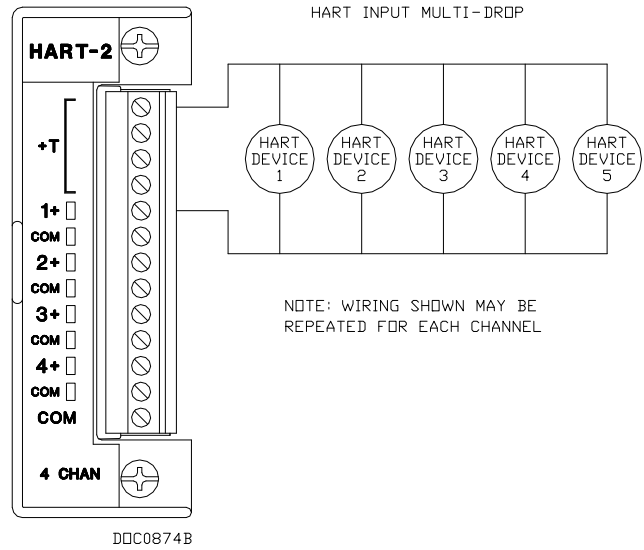 HART INPUT MULTI-DROP
HART-2
+T
1+
COM
2+
COM
3+
COM
4+
COM
COM
4 CHAN
HART
DEVICE
1
HART
DEVICE
2
HART
DEVICE
3
HART
DEVICE
4
HART
DEVICE
5
NOTE: WIRING SHOWN MAY BE
REPEATED FOR EACH CHANNEL
DOC0874B